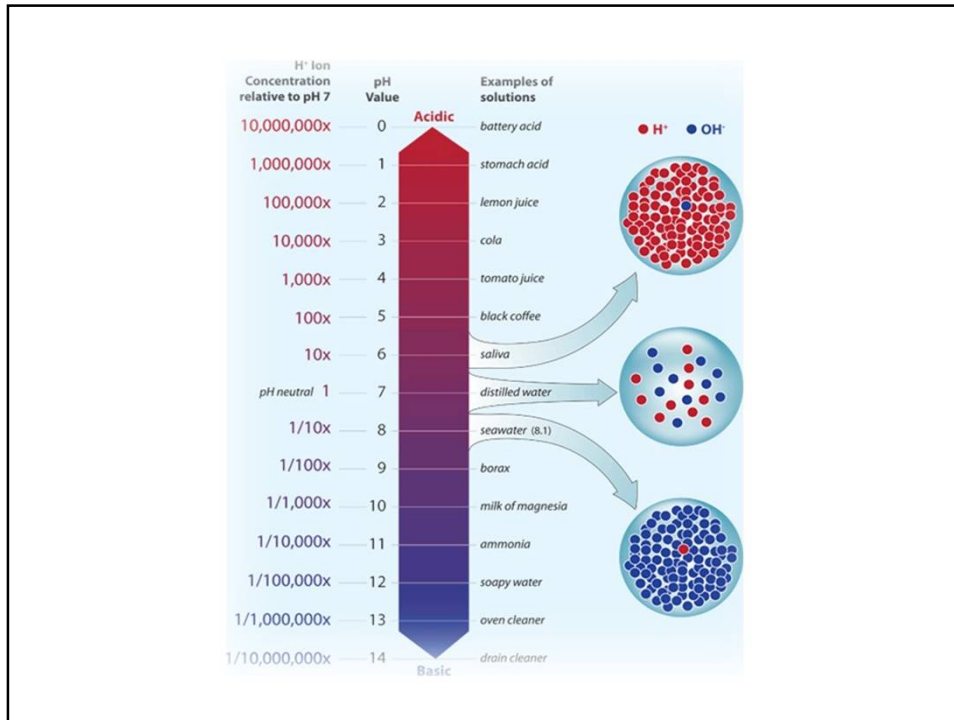 H⁺ Ion
Concentration
relative to pH 7
pH
Value
Examples of
solutions
Acidic
10,000,000x 0 battery acid
1,000,000x 1 stomach acid
100,000x 2 lemon juice
10,000x 3 cola
1,000x 4 tomato juice
100x 5 black coffee
10x 6 saliva
pH neutral 1 7 distilled water
1/10x 8 seawater (8.1)
1/100x 9 borax
1/1,000x 10 milk of magnesia
1/10,000x 11 ammonia
1/100,000x 12 soapy water
1/1,000,000x 13 oven cleaner
1/10,000,000x 14 drain cleaner
Basic
H⁺ OH⁻